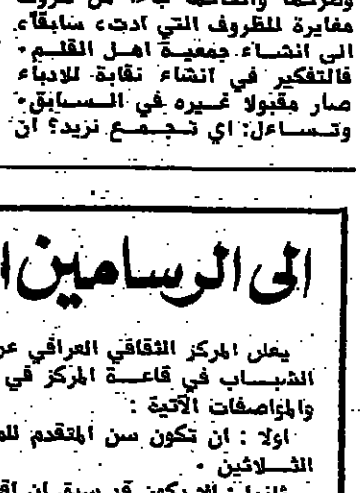 مغايرة للظروف التي ادت، سابقاً،
الى انشاء جمعية اهل القلم.
فالتفكير في انشاء نقابة للادباء
صار مقبولا غيره في السابق.
وتساءل: اي تجمع نريد؟ ان
الى الرسامين
يعلن المركز الثقافي العراقي عن
الشباب في قاعة المركز في
والمواصفات الآتية :
اولا : ان تكون سن المتقدم
الثلاثين .